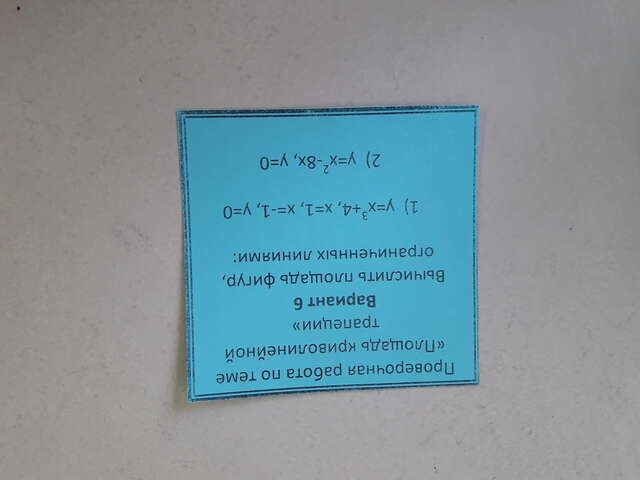 Проверочная работа по теме
«Площадь криволинейной
трапеции»
Вариант 6
Вычислить площадь фигур,
ограниченных линиями:
1) y=x³+4, x=1, x=-1, y=0
2) y=x²-8x, y=0